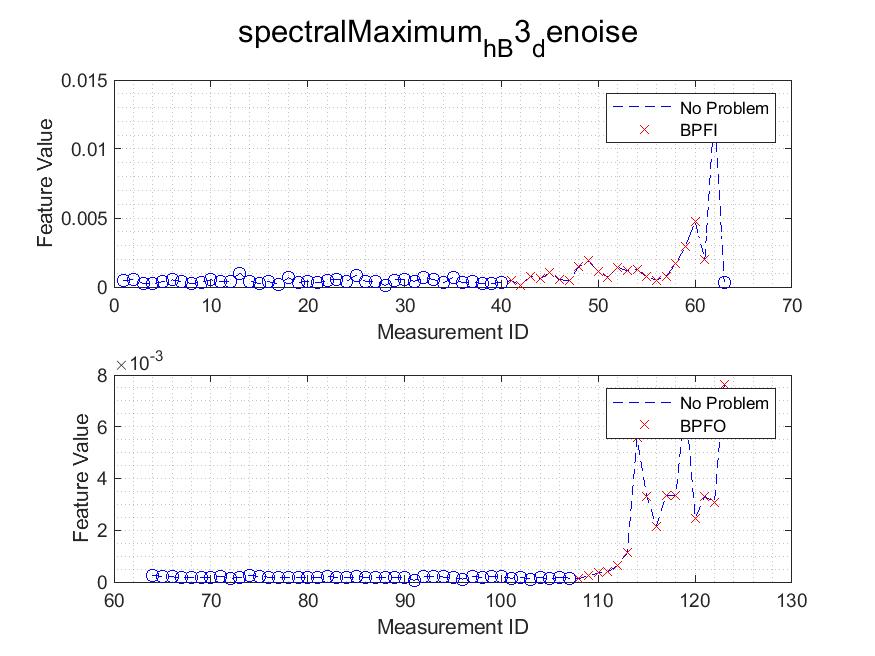 spectralMaximum_hB3_denoise
0.015
0.01
0.005
0
Feature Value
No Problem
BPFI
0 10 20 30 40 50 60 70
Measurement ID
×10^-3
8
6
4
2
0
Feature Value
No Problem
BPFO
60 70 80 90 100 110 120 130
Measurement ID